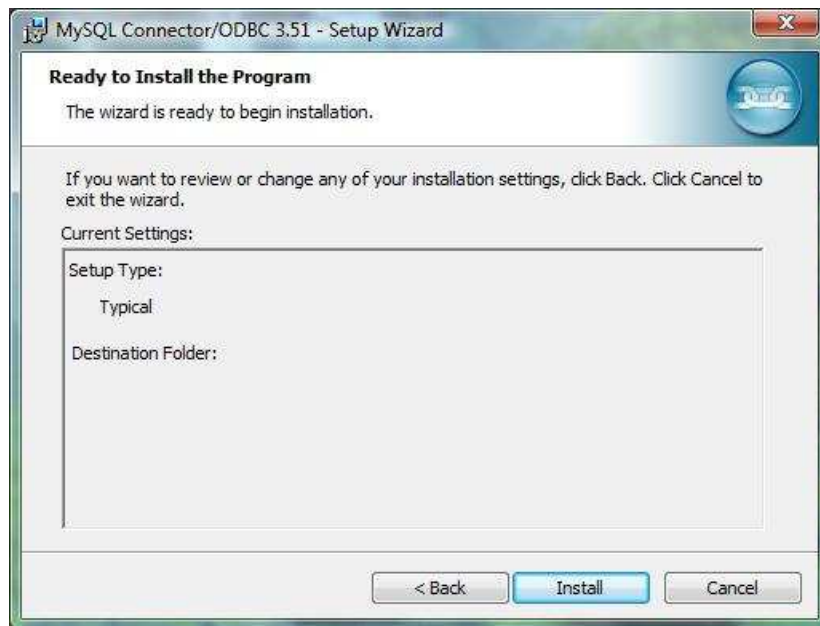 MySQL Connector/ODBC 3.51 - Setup Wizard
Ready to Install the Program
The wizard is ready to begin installation.
If you want to review or change any of your installation settings, click Back. Click Cancel to
exit the wizard.
Current Settings:
Setup Type:
Typical
Destination Folder:
< Back
Install
Cancel